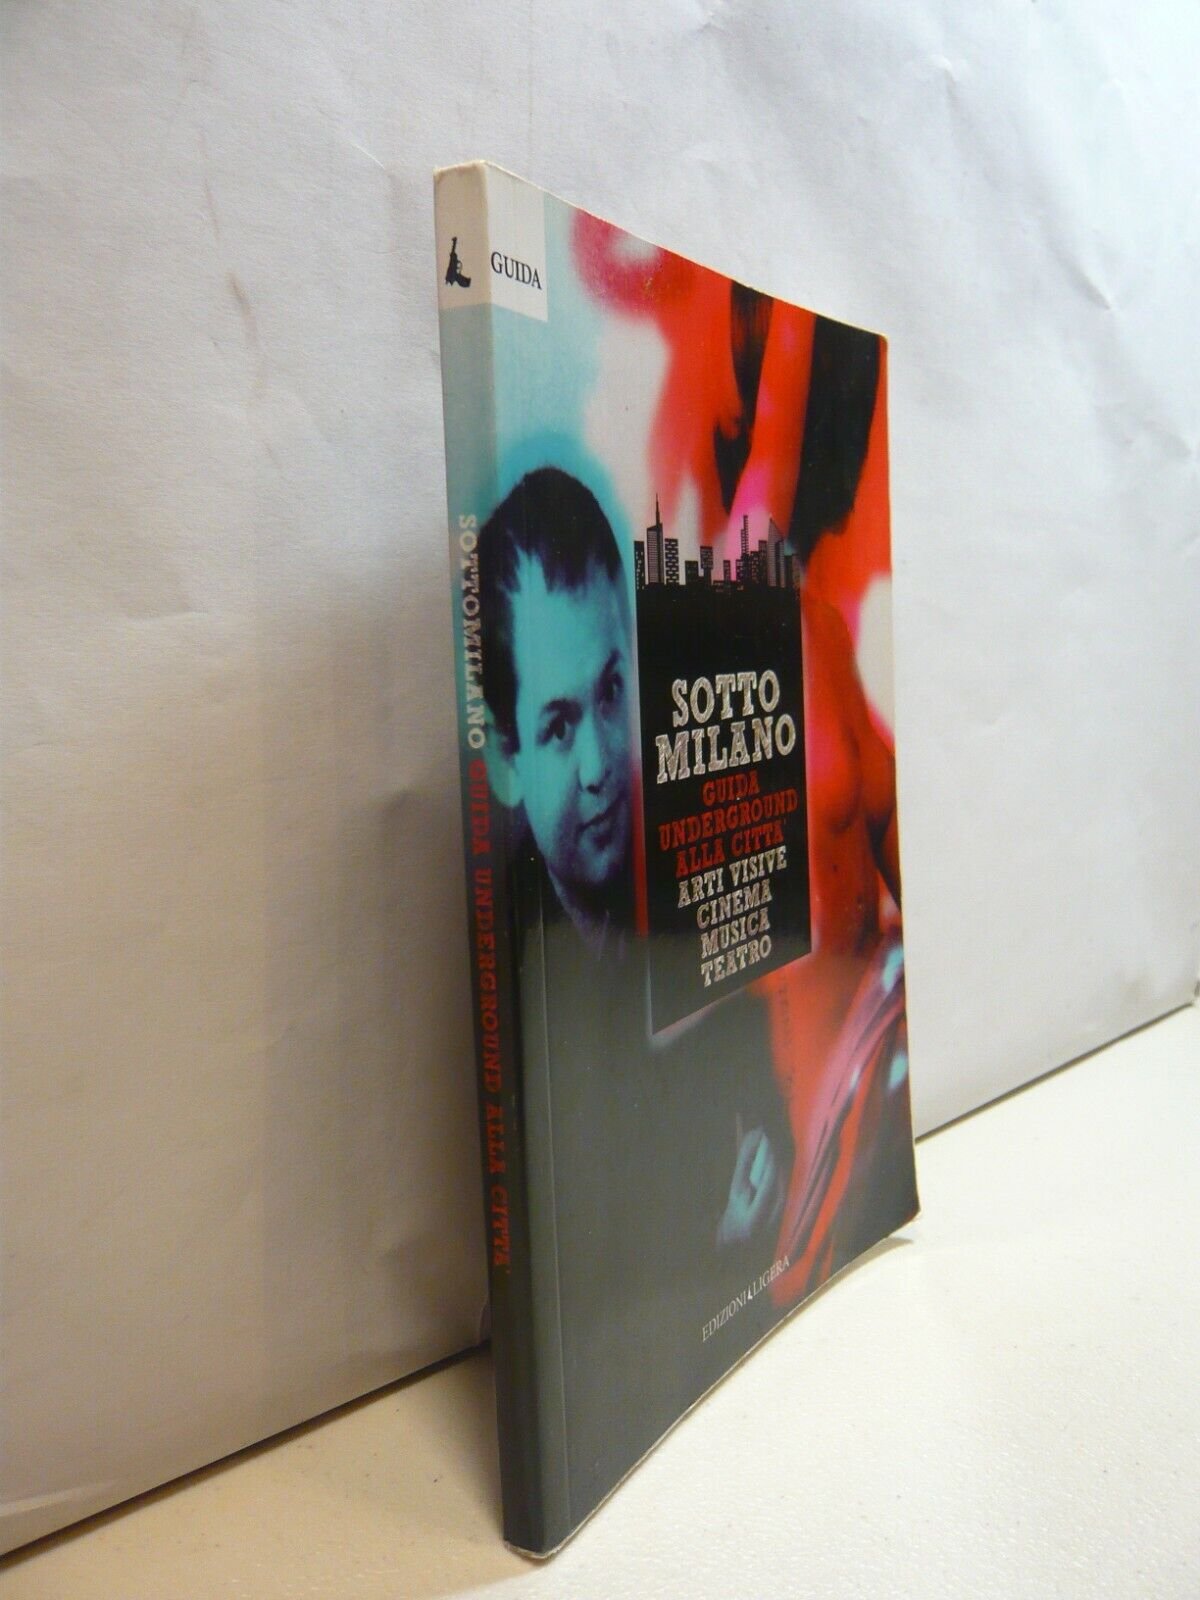 GUIDA
SOTTOMILANO GUIDA UNDERGROUND ALLA CITTA'
SOTTO
MILANO
GUIDA
UNDERGROUND
ALLA CITTA'
ARTI VISIVE
CINEMA
MUSICA
TEATRO
EDIZIONI LIGERA